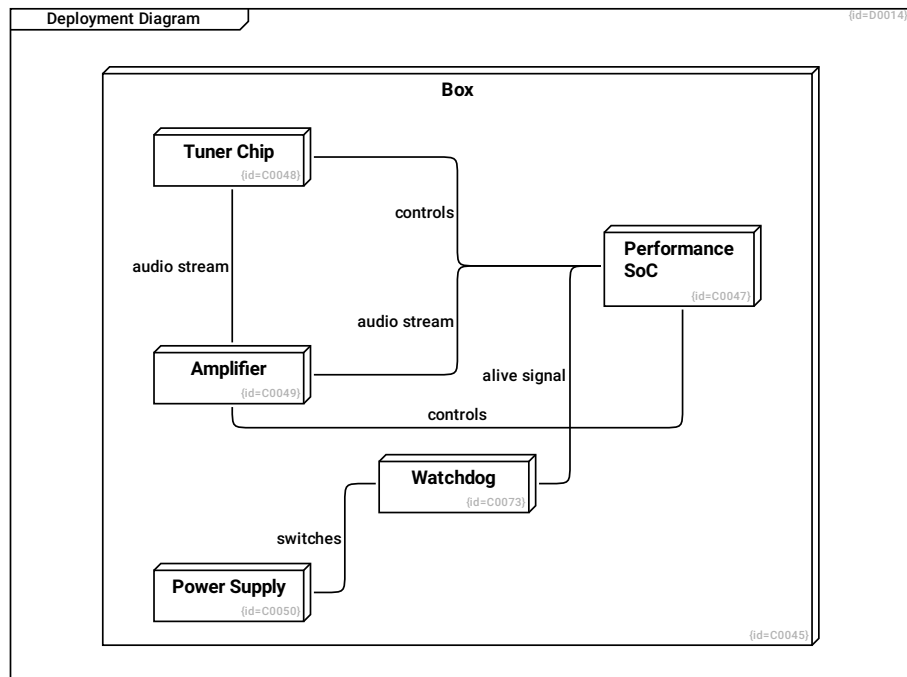 Deployment Diagram
{id=D0014}
Box
Tuner Chip
{id=C0048}
controls
Performance
SoC
{id=C0047}
audio stream
audio stream
Amplifier
{id=C0049}
alive signal
controls
Watchdog
{id=C0073}
switches
Power Supply
{id=C0050}
{id=C0045}